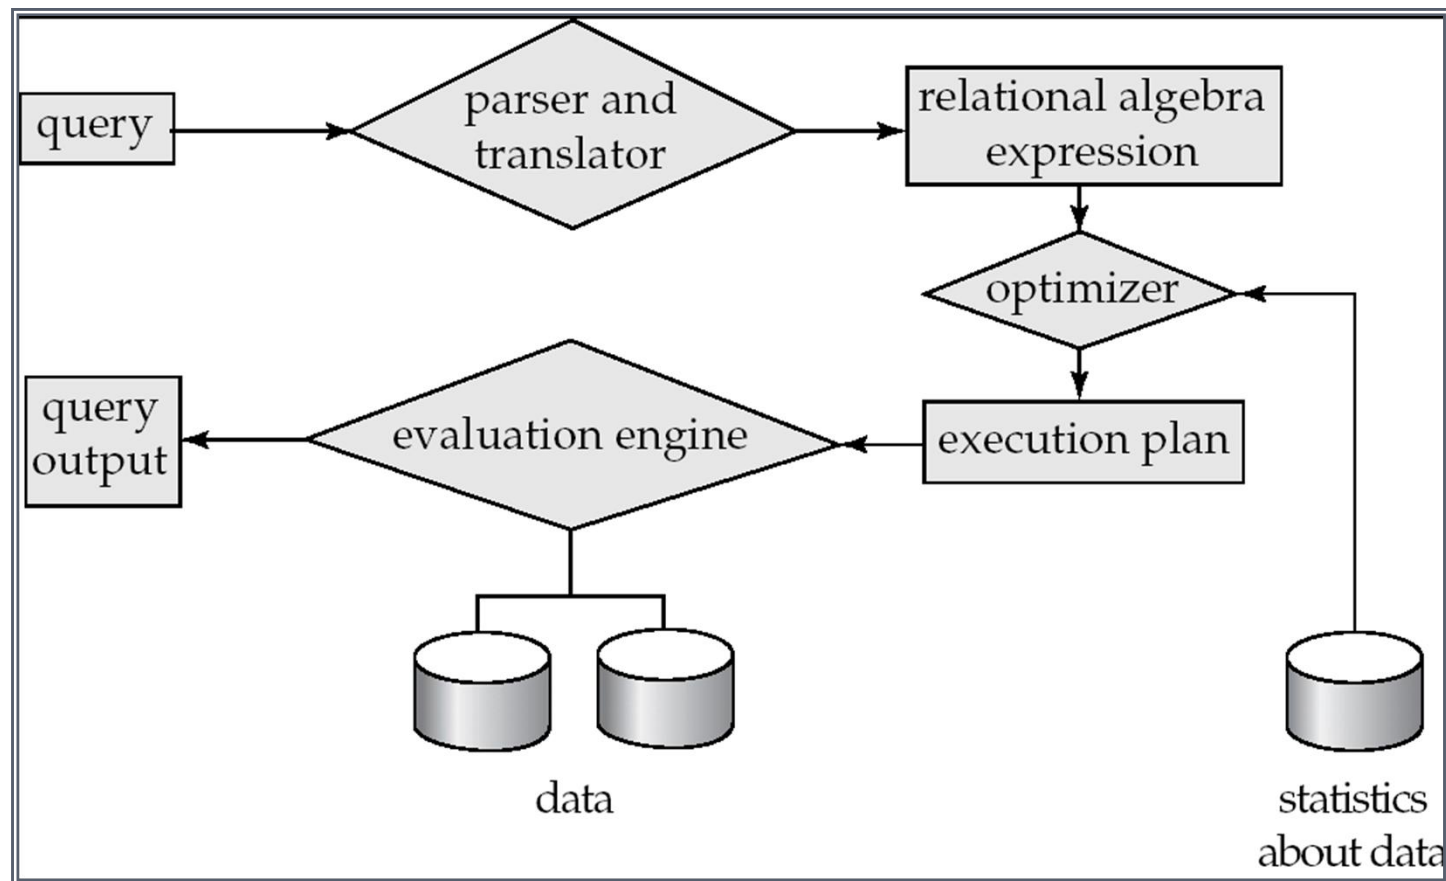 query
parser and
translator
relational algebra
expression
optimizer
execution plan
evaluation engine
query
output
data
statistics
about data